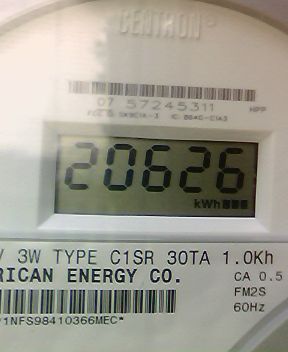 CENTRON®
07 57245311 HPP
20626
kWh
V 3W TYPE C1SR 30TA 1.0Kh
RICAN ENERGY CO. CA 0.5
FM2S
60Hz
1NFS98410366MEC*